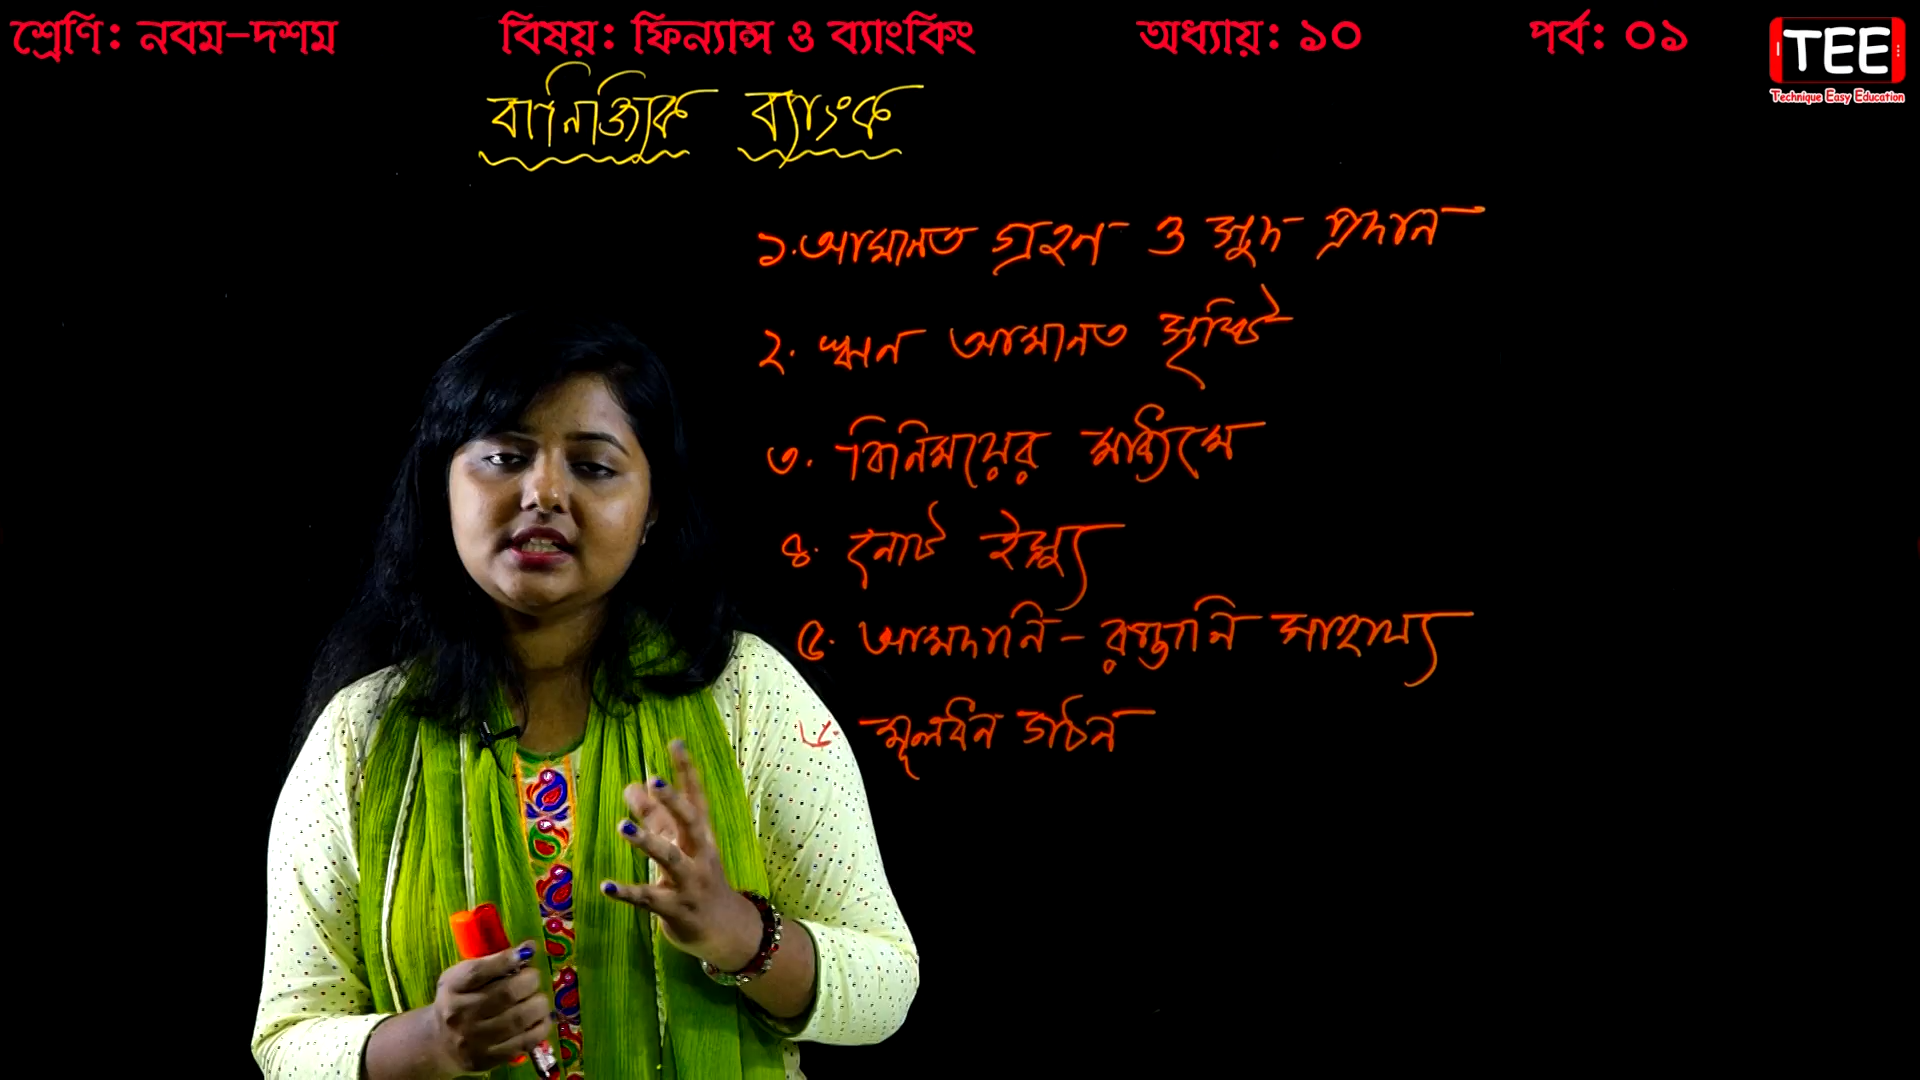 শ্রেণি: নবম-দশম বিষয়: ফিন্যান্স ও ব্যাংকিং অধ্যায়: ১০ পর্ব: ০১
TEE
Technique Easy Education
বানিজ্যিক ব্যাংক
১. আমানত গ্রহণ ও সুদ প্রদান
২. ঋন আমানত সৃষ্টি
৩. বিনিময়ের মাধ্যমে
৪. নোট ইস্যু
৫. আমদানি - রপ্তানি সাহায্য
৬. মূলধন গঠন